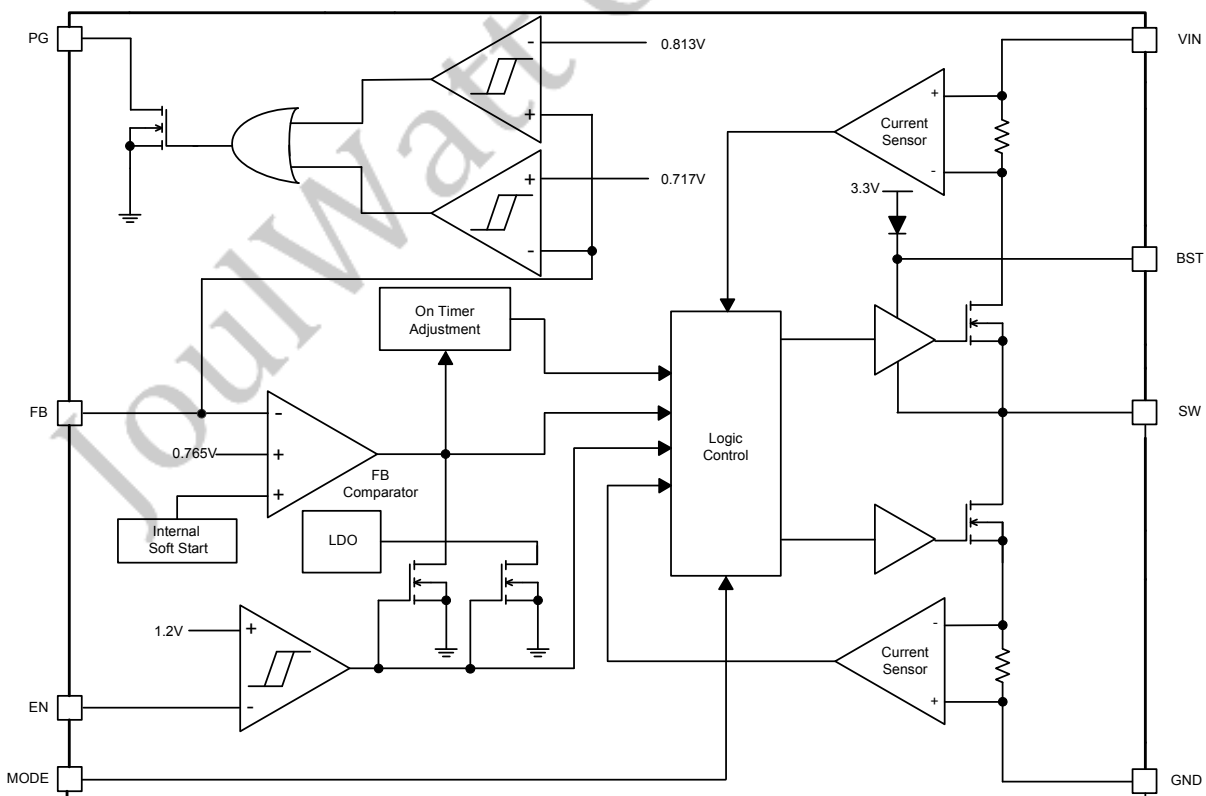 PG
0.813V
VIN
+
-
Current
Sensor
+
-
0.717V
+
-
3.3V
BST
On Timer
Adjustment
FB
-
0.765V
+
+
FB
Comparator
Logic
Control
SW
Internal
Soft Start
LDO
1.2V
+
-
Current
Sensor
-
+
EN
MODE
GND
JoulWatt